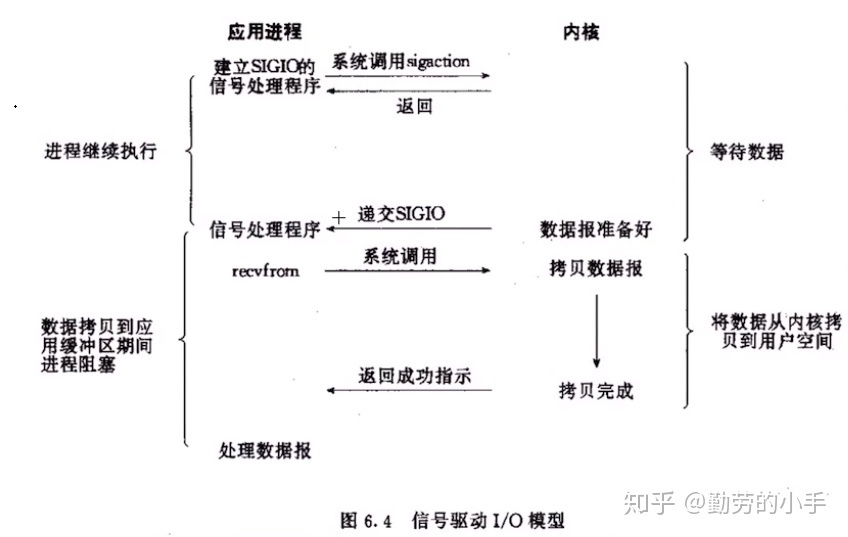 应用进程
内核
建立SIGIO的
信号处理程序
系统调用sigaction
返回
进程继续执行
等待数据
信号处理程序
递交SIGIO
数据报准备好
recvfrom
系统调用
拷贝数据报
数据拷贝到应
用缓冲区期间
进程阻塞
将数据从内核拷
贝到用户空间
返回成功指示
拷贝完成
处理数据报
图 6.4 信号驱动 I/O 模型
知乎 @勤劳的小手